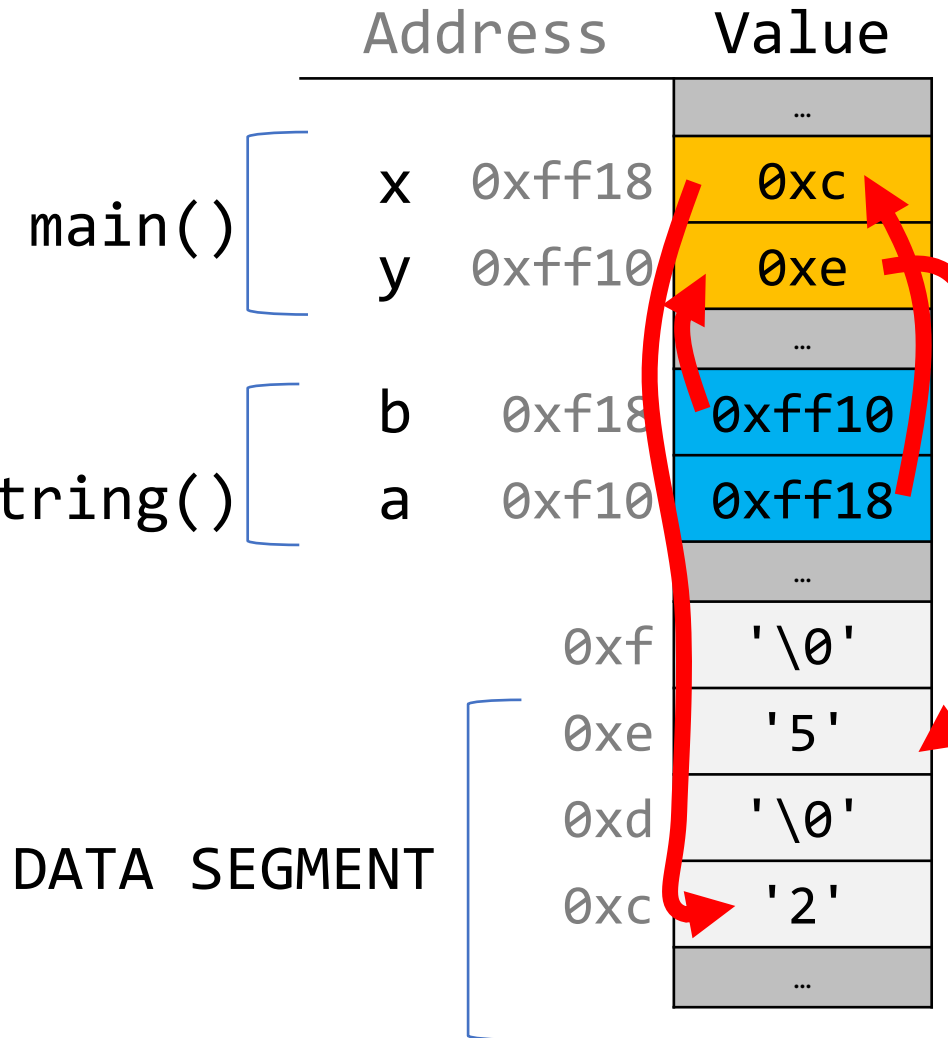 Address Value
…
x 0xff18 0xc
main()
y 0xff10 0xe
…
b 0xf18 0xff10
tring()
a 0xf10 0xff18
…
0xf '\0'
0xe '5'
0xd '\0'
DATA SEGMENT
0xc '2'
…